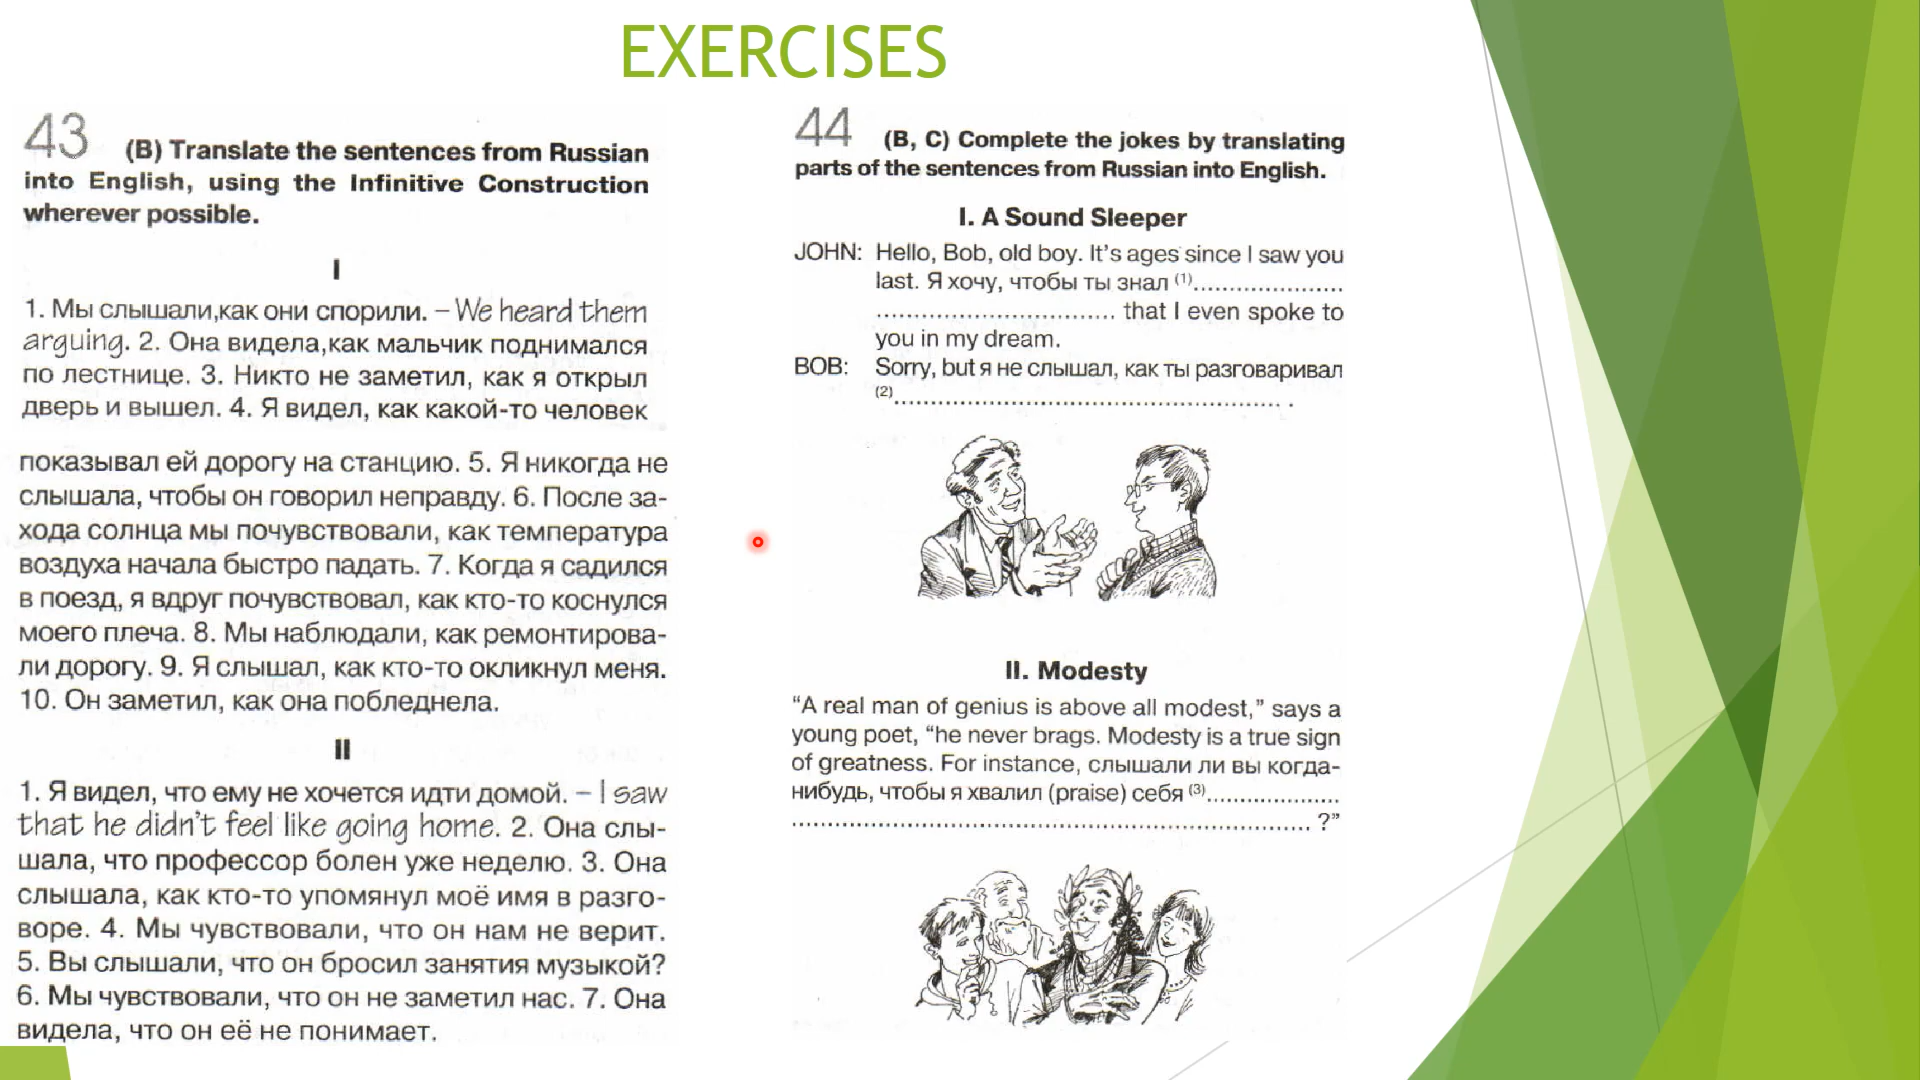 EXERCISES
43 (B) Translate the sentences from Russian
into English, using the Infinitive Construction
wherever possible.
I
1. Мы слышали,как они спорили. – We heard them
arguing. 2. Она видела,как мальчик поднимался
по лестнице. 3. Никто не заметил, как я открыл
дверь и вышел. 4. Я видел, как какой-то человек
показывал ей дорогу на станцию. 5. Я никогда не
слышала, чтобы он говорил неправду. 6. После за-
хода солнца мы почувствовали, как температура
воздуха начала быстро падать. 7. Когда я садился
в поезд, я вдруг почувствовал, как кто-то коснулся
моего плеча. 8. Мы наблюдали, как ремонтирова-
ли дорогу. 9. Я слышал, как кто-то окликнул меня.
10. Он заметил, как она побледнела.
II
1. Я видел, что ему не хочется идти домой. – I saw
that he didn't feel like going home. 2. Она слы-
шала, что профессор болен уже неделю. 3. Она
слышала, как кто-то упомянул моё имя в разго-
воре. 4. Мы чувствовали, что он нам не верит.
5. Вы слышали, что он бросил занятия музыкой?
6. Мы чувствовали, что он не заметил нас. 7. Она
видела, что он её не понимает.
44 (B, C) Complete the jokes by translating
parts of the sentences from Russian into English.
I. A Sound Sleeper
JOHN: Hello, Bob, old boy. It's ages since I saw you
last. Я хочу, чтобы ты знал (1)......................
................................ that I even spoke to
you in my dream.
BOB: Sorry, but я не слышал, как ты разговаривал
(2)..................................................... .
II. Modesty
“A real man of genius is above all modest,” says a
young poet, “he never brags. Modesty is a true sign
of greatness. For instance, слышали ли вы когда-
нибудь, чтобы я хвалил (praise) себя (3)...................
........................................................................ ?”